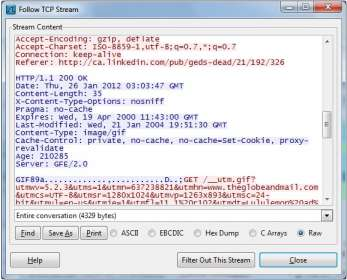 Follow TCP Stream
Stream Content
Accept-Encoding: gzip, deflate
Accept-Charset: ISO-8859-1,utf-8;q=0.7,*;q=0.7
Connection: keep-alive
Referer: http://ca.linkedin.com/pub/geds-dead/21/192/326
HTTP/1.1 200 OK
Date: Thu, 26 Jan 2012 03:03:47 GMT
Content-Length: 35
X-Content-Type-Options: nosniff
Pragma: no-cache
Expires: Wed, 19 Apr 2000 11:43:00 GMT
Last-Modified: Wed, 21 Jan 2004 19:51:30 GMT
Content-Type: image/gif
Cache-Control: private, no-cache, no-cache=Set-Cookie, proxy-
revalidate
Age: 210285
Server: GFE/2.0
GIF89a.............,...........D..;GET /__utm.gif?
utmwv=5.2.3&utms=1&utmn=637238821&utmhn=www.theglobeandmail.
com&utmcs=UTF-8&utmsr=1280x1024&utmvp=1263x893&utmsc=24-
bit&utmul=en-us&utmje=1&utmfl=11.1%20r102&utmdt=lululemon%20ad%
Entire conversation (4329 bytes)
Find Save As Print ASCII EBCDIC Hex Dump C Arrays Raw
Help Filter Out This Stream Close